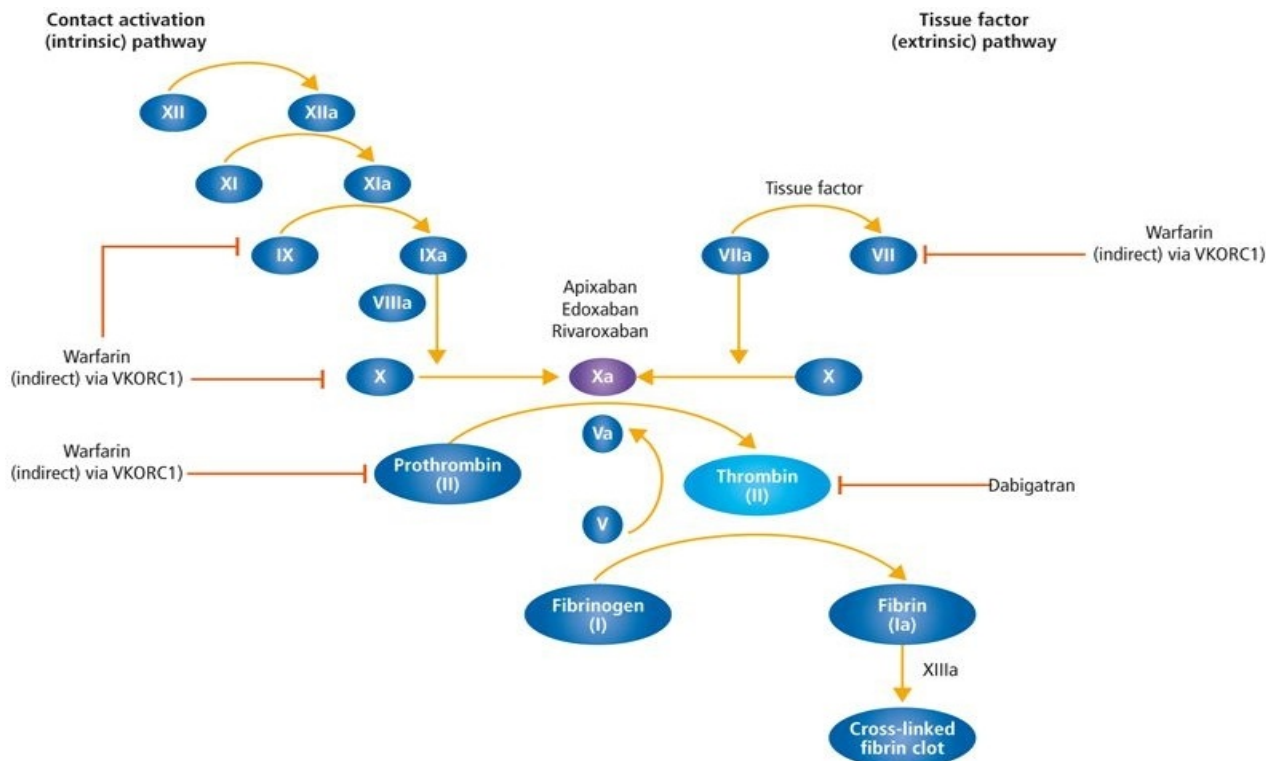 Contact activation
(intrinsic) pathway
Tissue factor
(extrinsic) pathway
XII
XIIa
XI
XIa
Tissue factor
IX
IXa
VIIa
VII
Warfarin
(indirect) via VKORC1)
VIIIa
Apixaban
Edoxaban
Rivaroxaban
Warfarin
(indirect) via VKORC1)
X
Xa
X
Va
Warfarin
(indirect) via VKORC1)
Prothrombin
(II)
Thrombin
(II)
Dabigatran
V
Fibrinogen
(I)
Fibrin
(Ia)
XIIIa
Cross-linked
fibrin clot